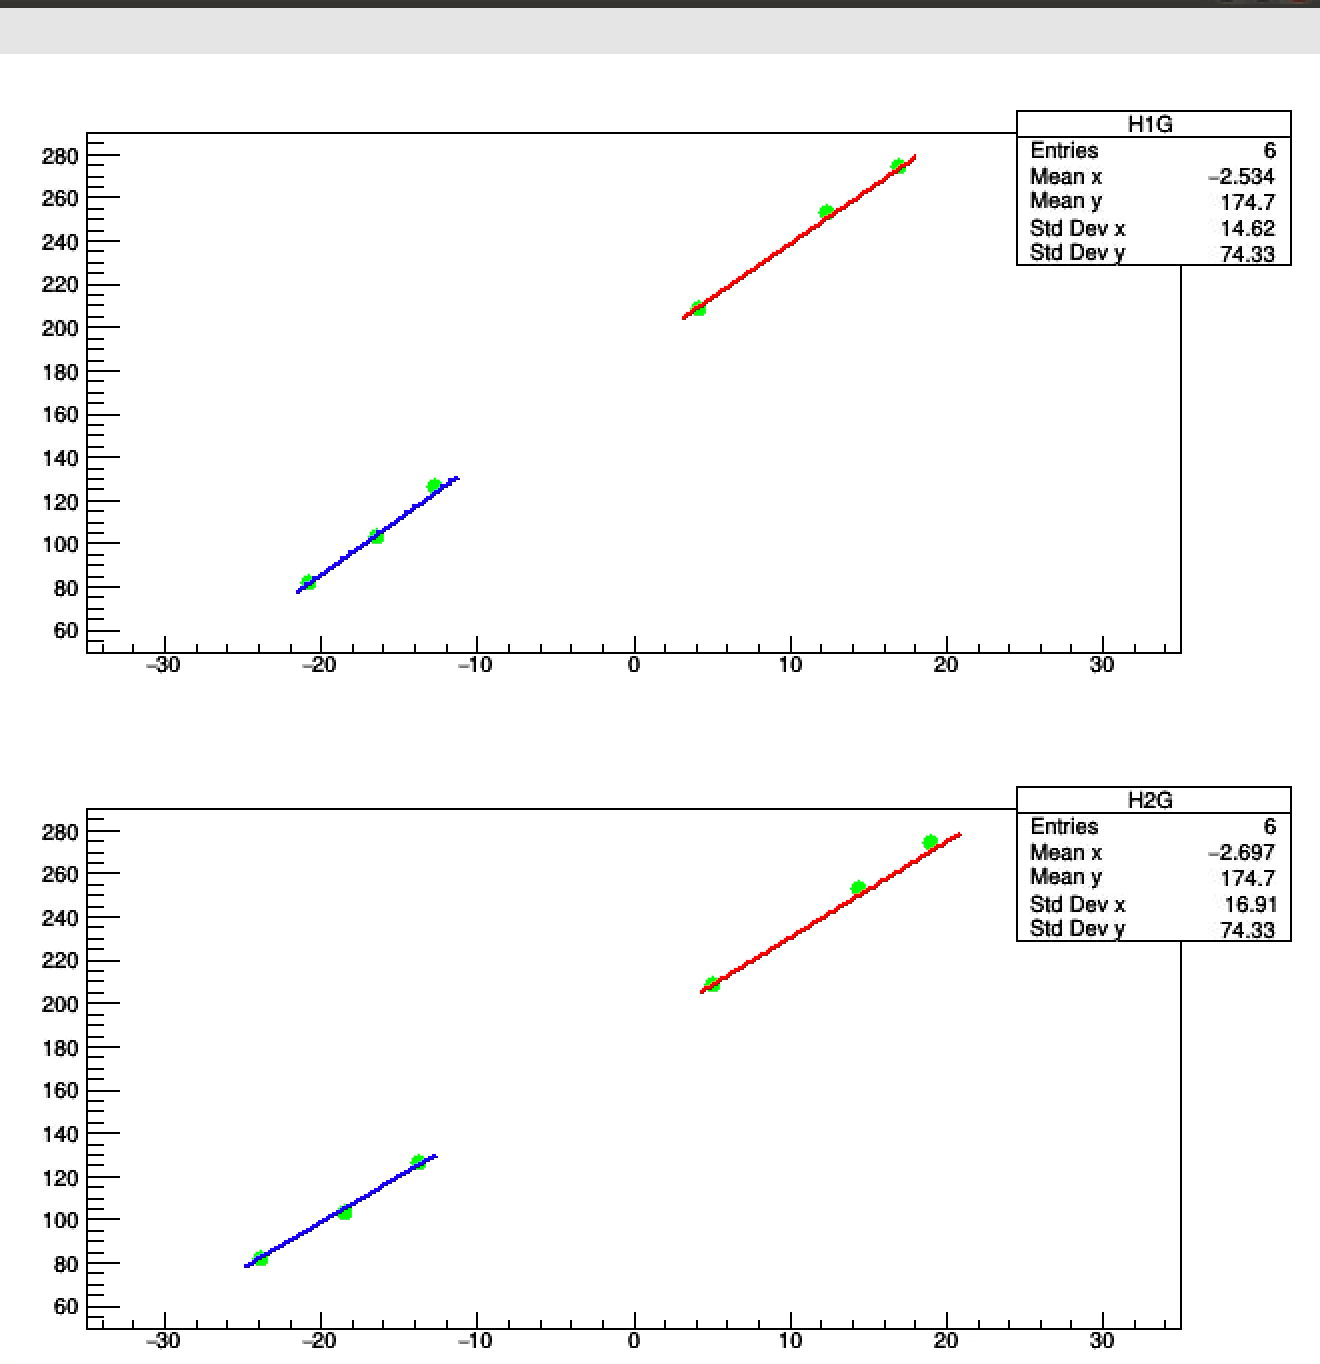 H1G
Entries 6
Mean x −2.534
Mean y 174.7
Std Dev x 14.62
Std Dev y 74.33
280
260
240
220
200
180
160
140
120
100
80
60
−30 −20 −10 0 10 20 30
H2G
Entries 6
Mean x −2.697
Mean y 174.7
Std Dev x 16.91
Std Dev y 74.33
280
260
240
220
200
180
160
140
120
100
80
60
−30 −20 −10 0 10 20 30